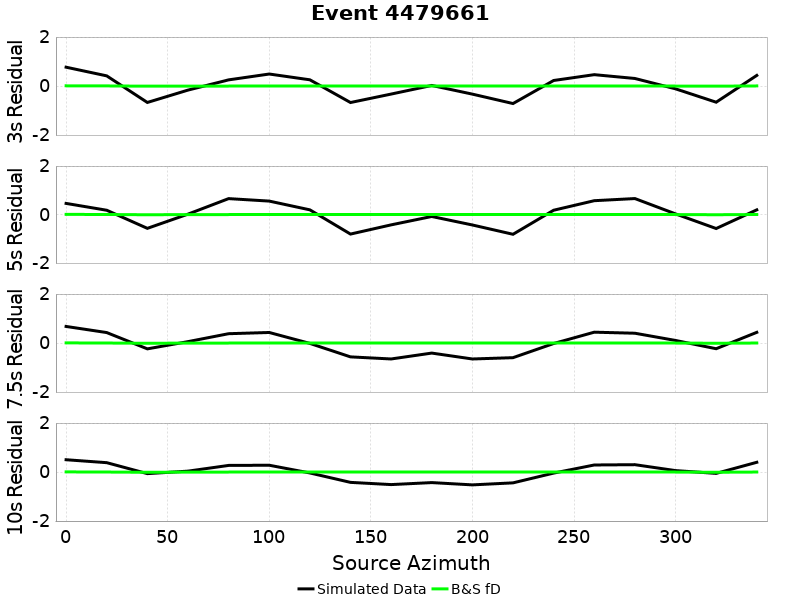 Event 4479661
3s Residual
2
0
-2
5s Residual
2
0
-2
7.5s Residual
2
0
-2
10s Residual
2
0
-2
0 50 100 150 200 250 300
Source Azimuth
Simulated Data B&S fD